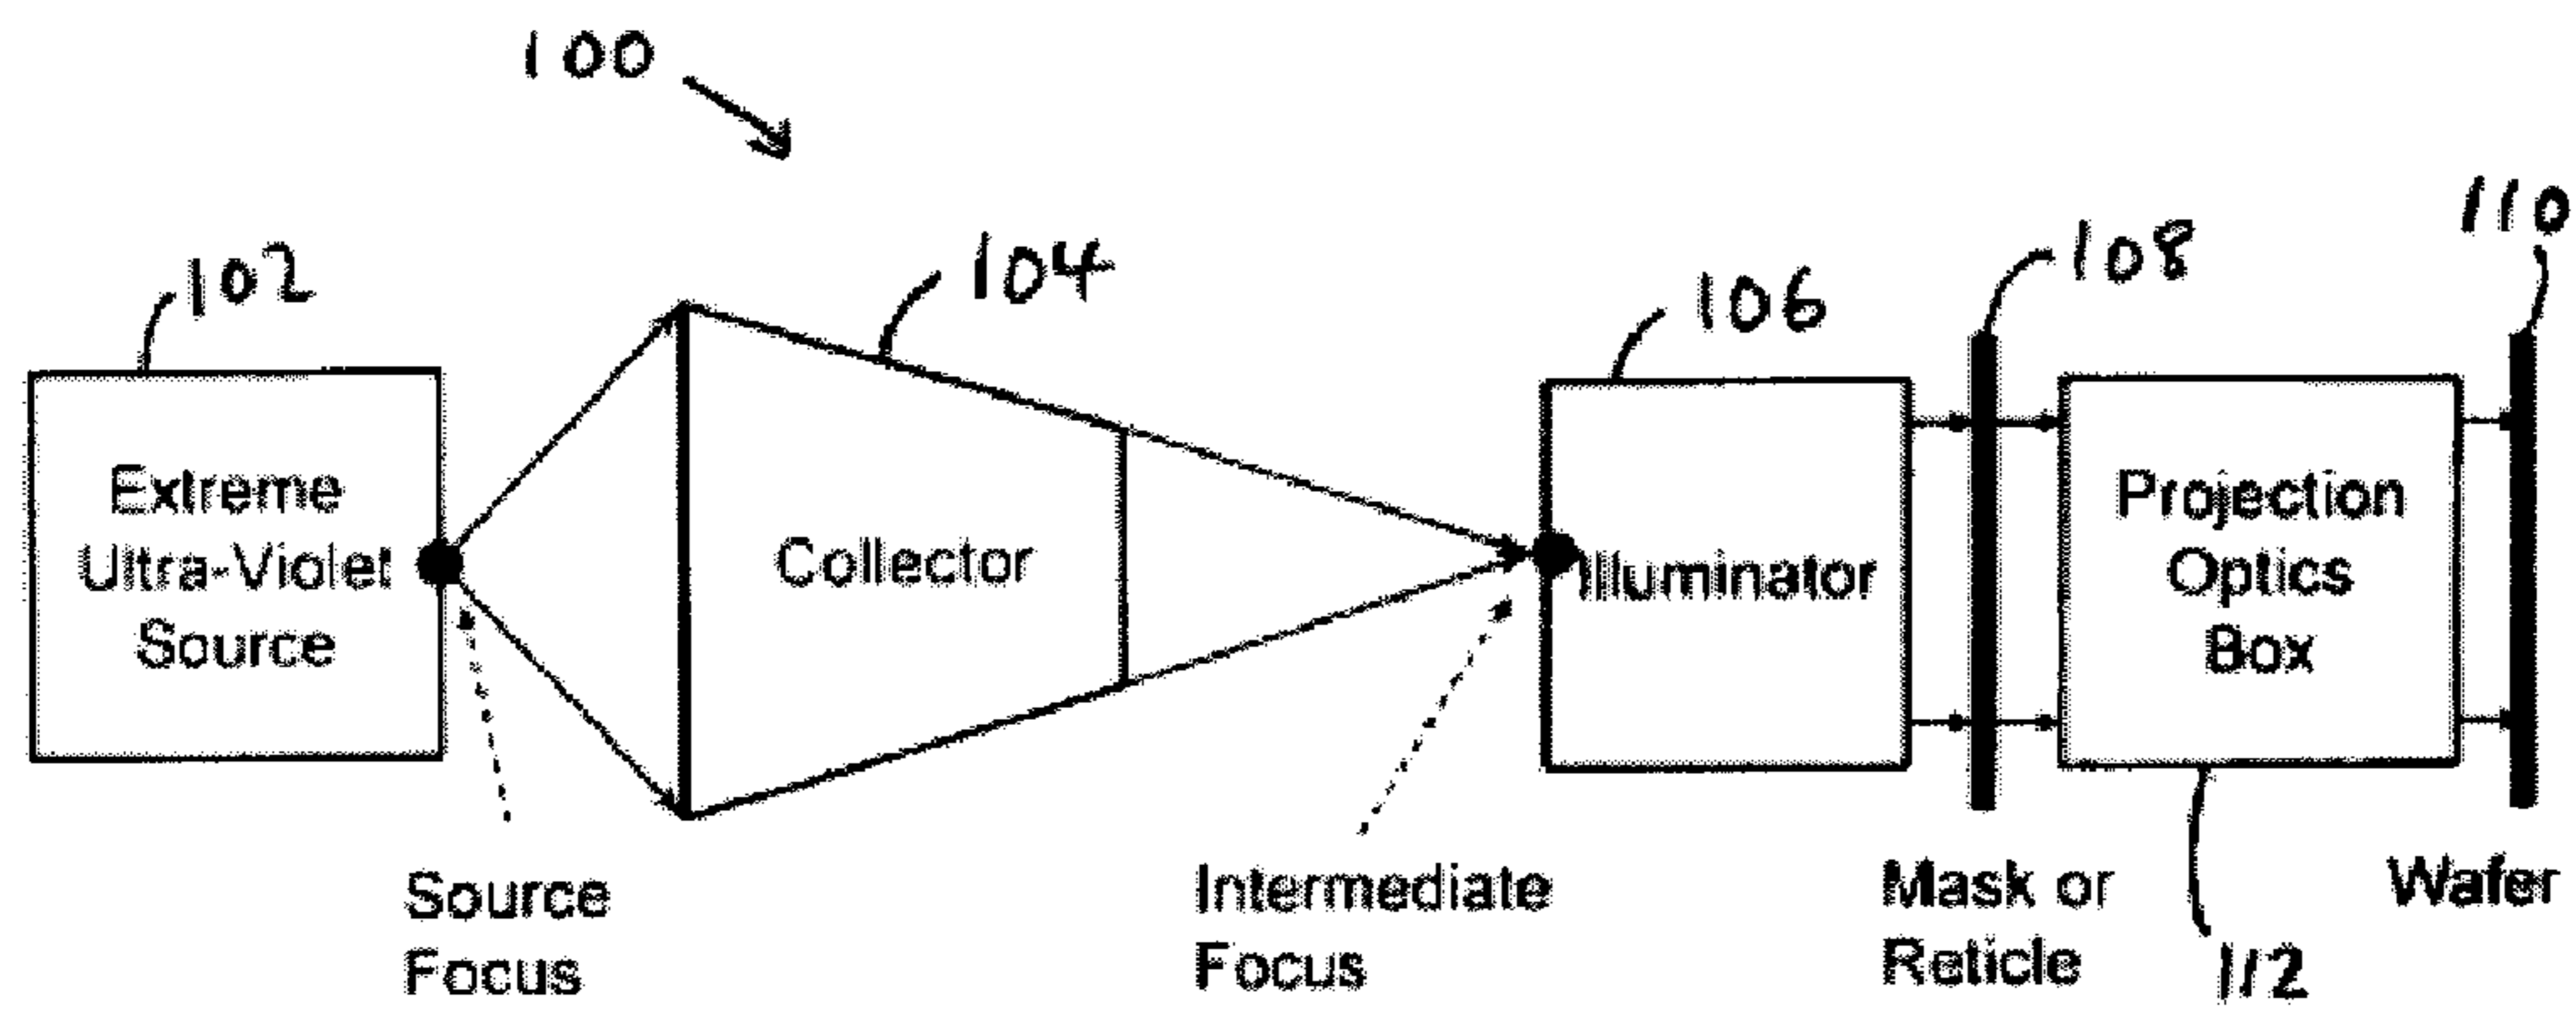 100
102
104
106
108
110
Extreme
Ultra-Violet
Source
Collector
Illuminator
Projection
Optics
Box
Source
Focus
Intermediate
Focus
Mask or
Reticle
112
Wafer